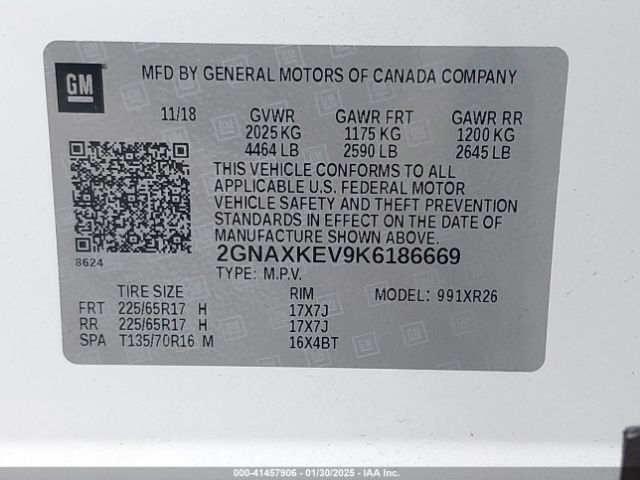 GM
MFD BY GENERAL MOTORS OF CANADA COMPANY
11/18 GVWR GAWR FRT GAWR RR
2025 KG 1175 KG 1200 KG
4464 LB 2590 LB 2645 LB
THIS VEHICLE CONFORMS TO ALL
APPLICABLE U.S. FEDERAL MOTOR
VEHICLE SAFETY AND THEFT PREVENTION
STANDARDS IN EFFECT ON THE DATE OF
MANUFACTURE SHOWN ABOVE.
8624
2GNAXKEV9K6186669
TYPE: M.P.V.
TIRE SIZE RIM MODEL: 991XR26
FRT 225/65R17 H 17X7J
RR 225/65R17 H 17X7J
SPA T135/70R16 M 16X4BT
000-41457906 — 01/30/2025 — IAA Inc.